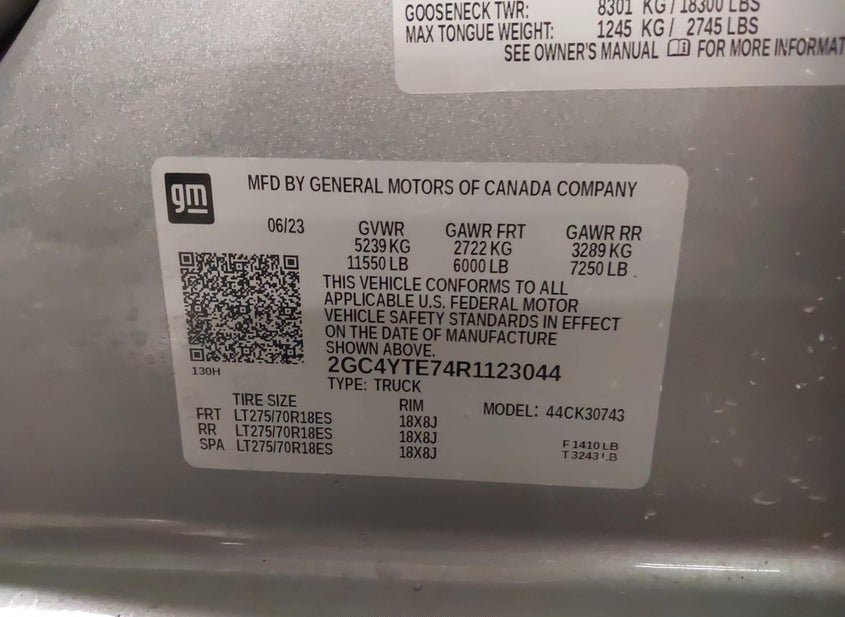 GOOSENECK TWR: 8301 KG / 18300 LBS
MAX TONGUE WEIGHT: 1245 KG / 2745 LBS
SEE OWNER'S MANUAL FOR MORE INFORMAT
gm
MFD BY GENERAL MOTORS OF CANADA COMPANY
06/23 GVWR GAWR FRT GAWR RR
5239 KG 2722 KG 3289 KG
11550 LB 6000 LB 7250 LB
THIS VEHICLE CONFORMS TO ALL
APPLICABLE U.S. FEDERAL MOTOR
VEHICLE SAFETY STANDARDS IN EFFECT
ON THE DATE OF MANUFACTURE
SHOWN ABOVE.
130H
2GC4YTE74R1123044
TYPE: TRUCK
TIRE SIZE RIM MODEL: 44CK30743
FRT LT275/70R18ES 18X8J
RR LT275/70R18ES 18X8J
SPA LT275/70R18ES 18X8J
F 1410 LB
T 3243 LB